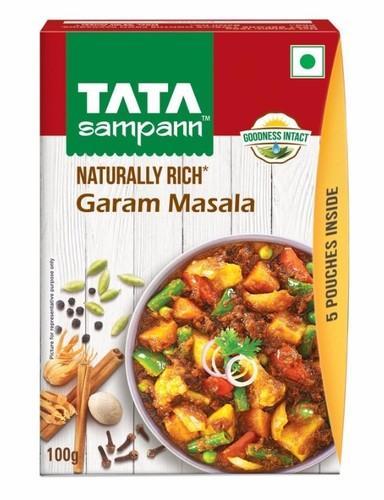 TATA
sampann™
GOODNESS INTACT
NATURALLY RICH*
Garam Masala
5 POUCHES INSIDE
Picture for representative purpose only
100g